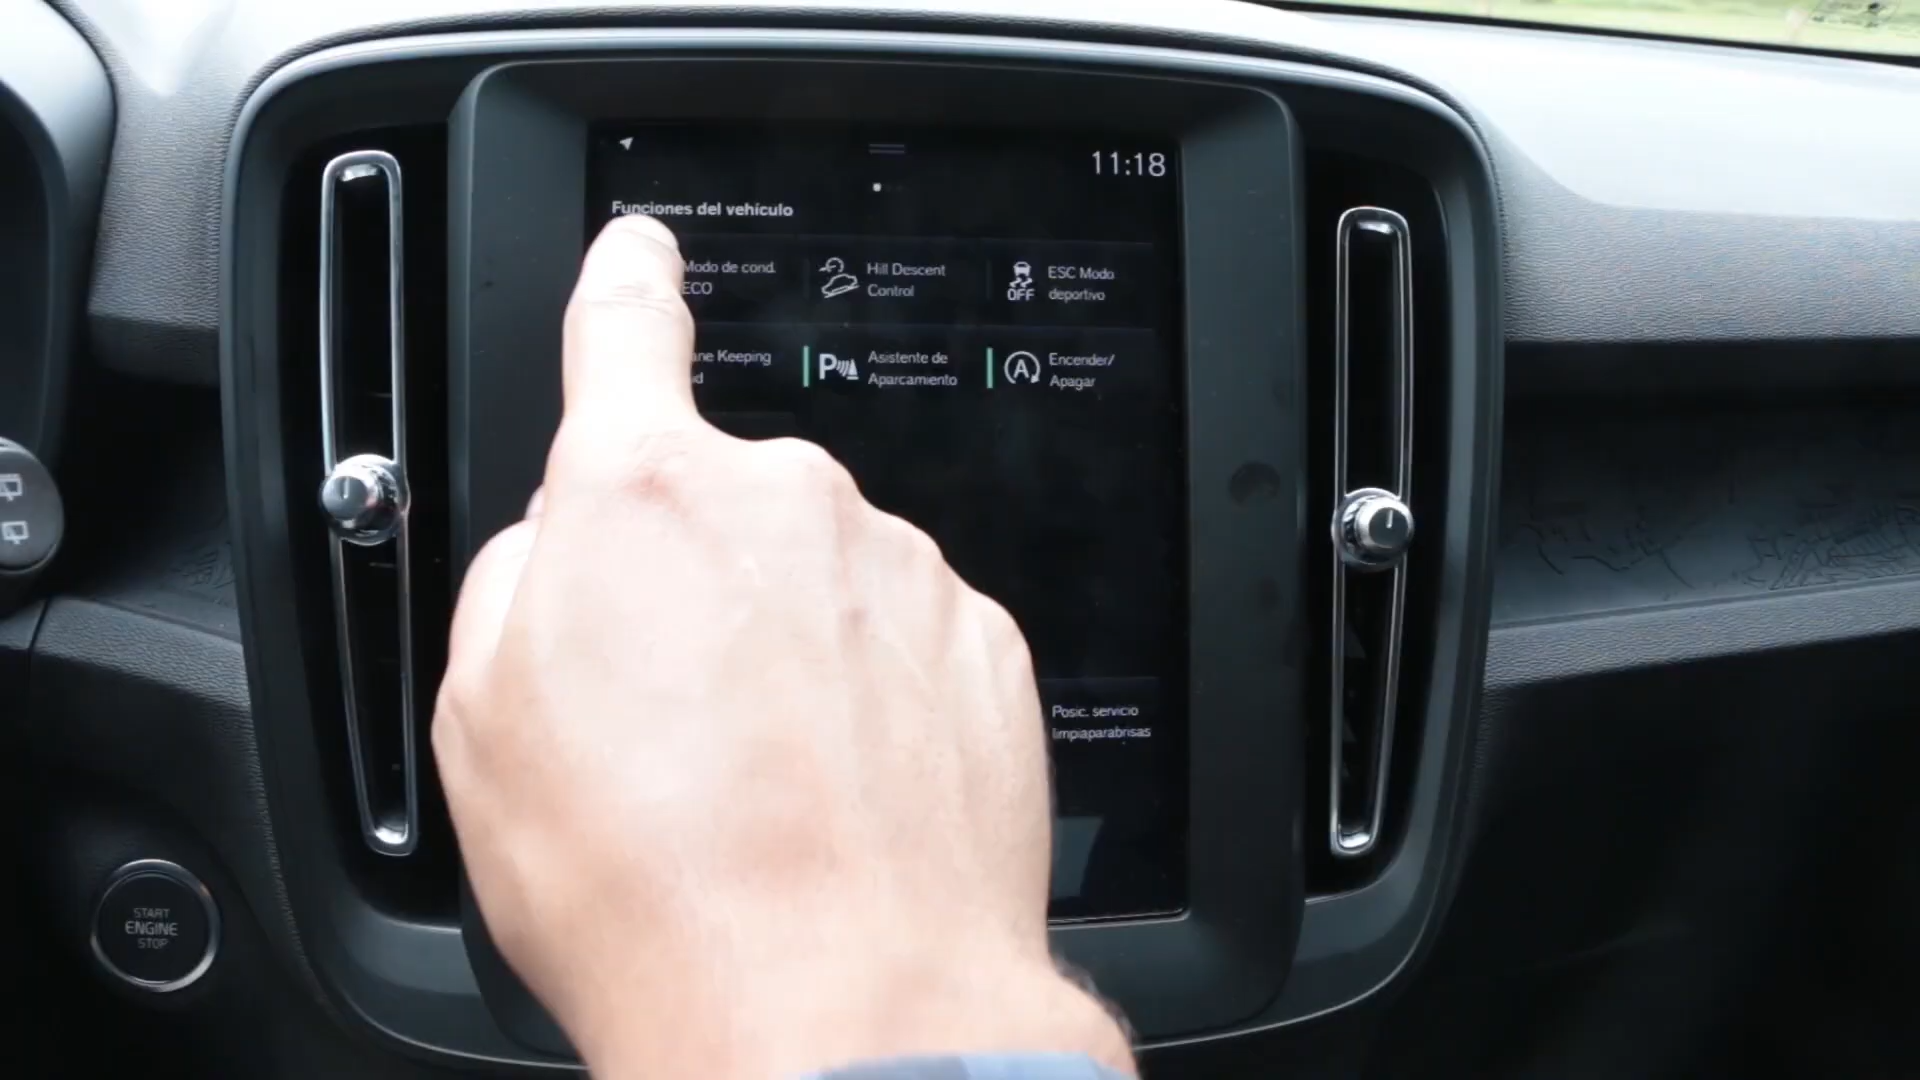 11:18
Funciones del vehículo
Modo de cond.
ECO
Hill Descent
Control
OFF
ESC Modo
deportivo
Keeping
P
Asistente de
Aparcamiento
A
Encender/
Apagar
Posic. servicio
limpiaparabrisas
START
ENGINE
STOP